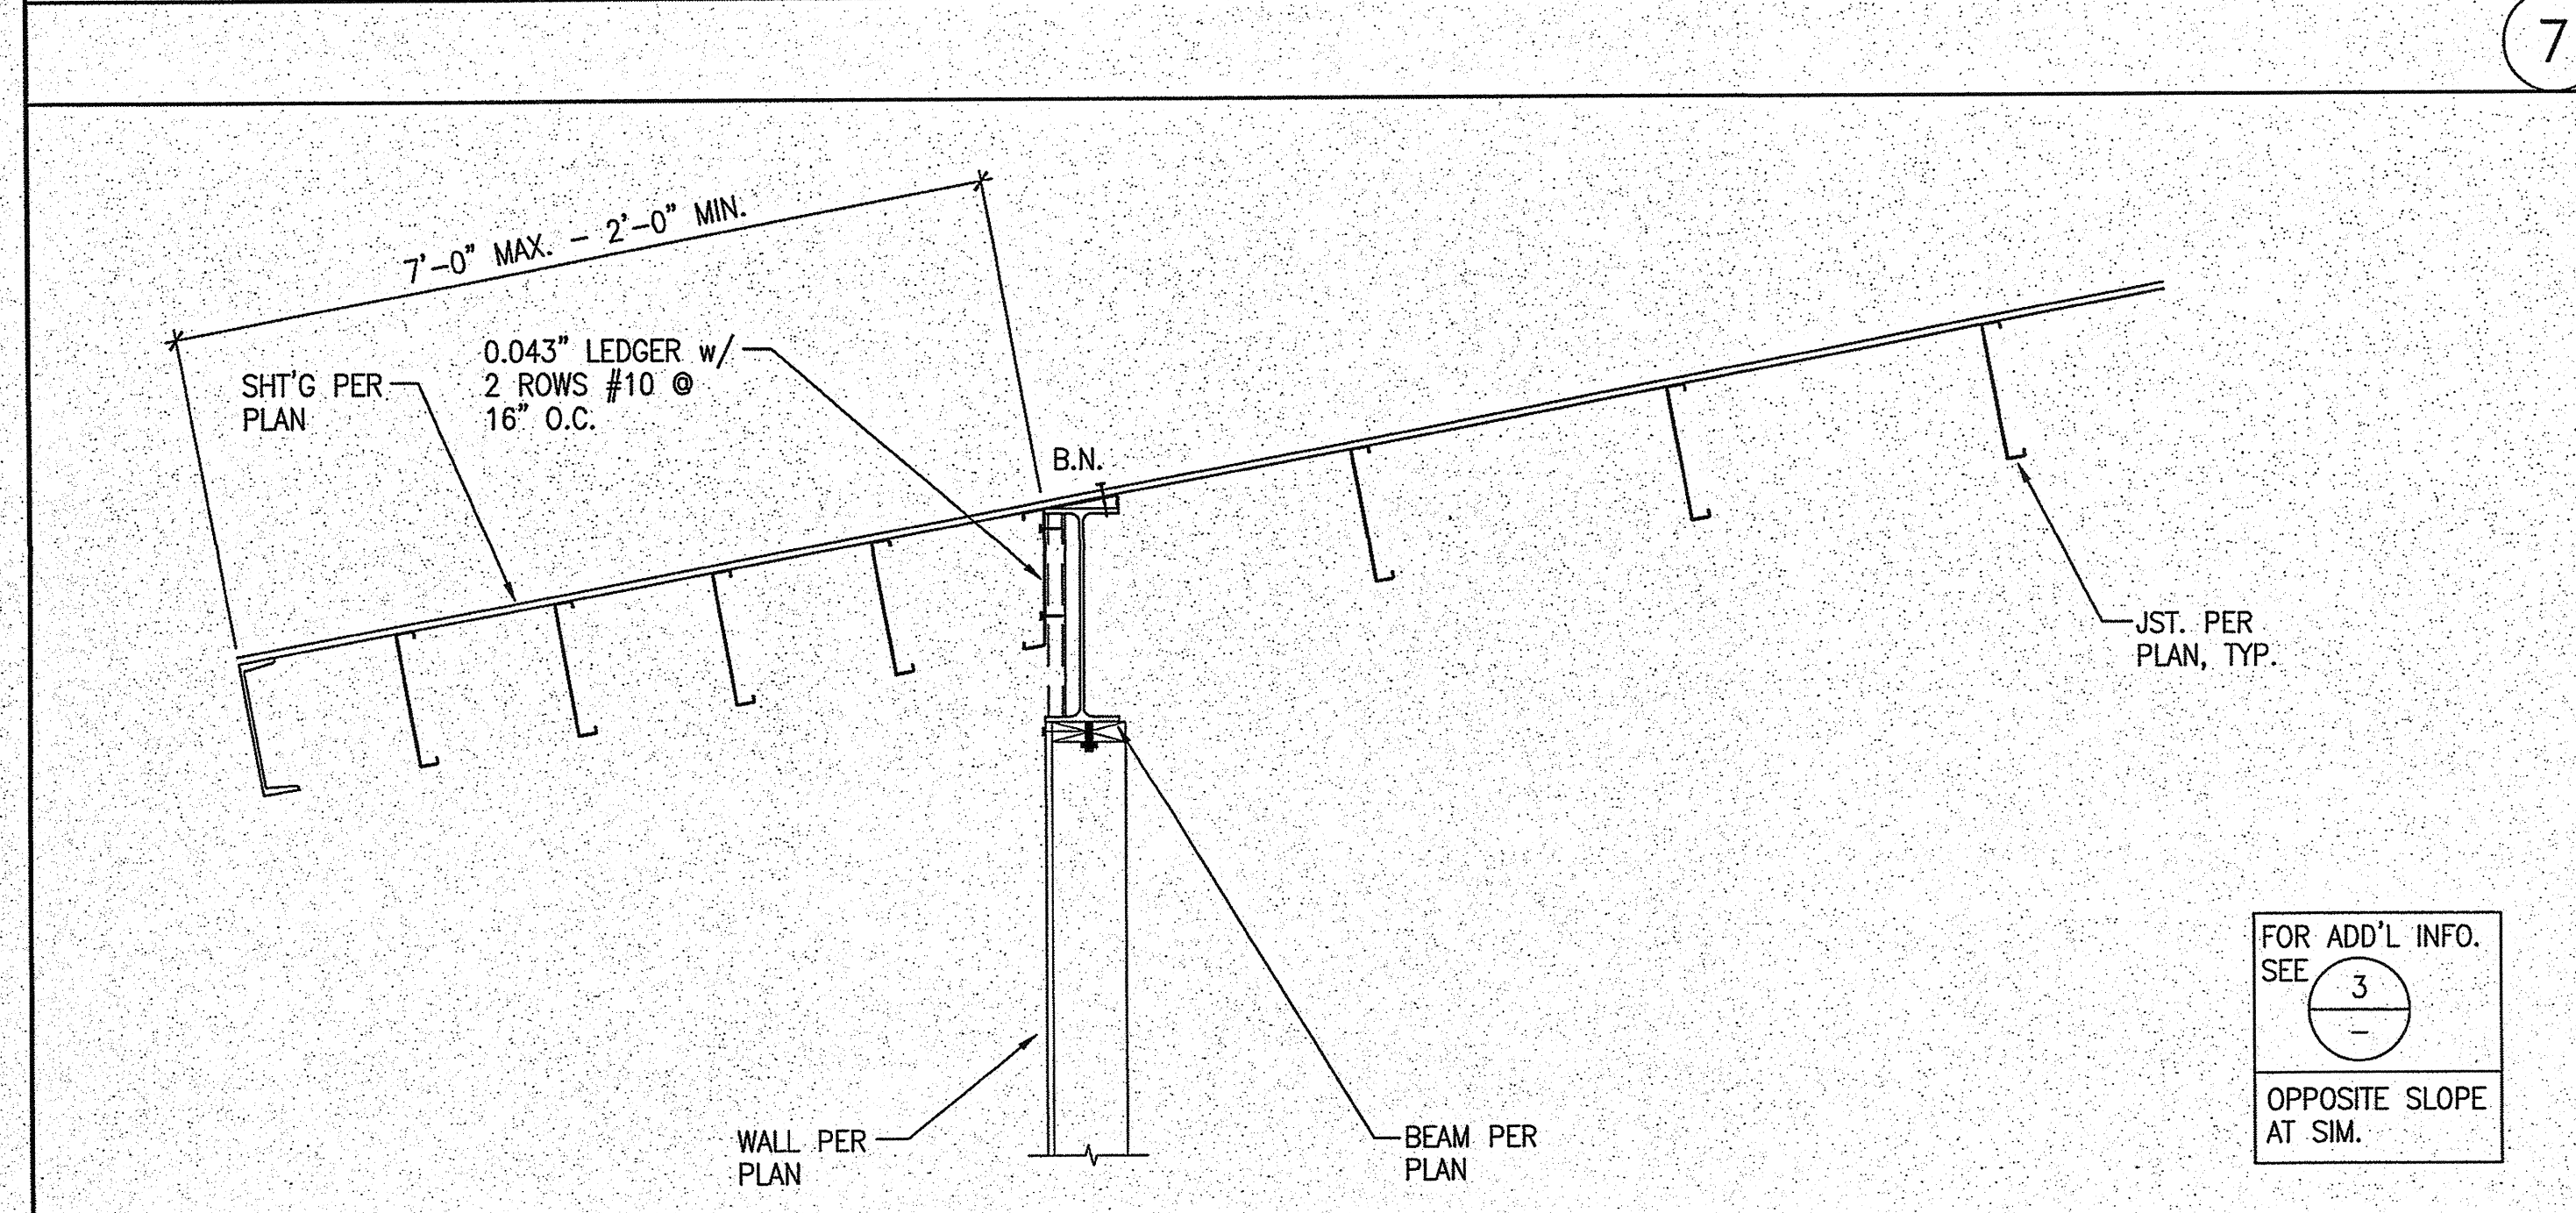 7
7'-0" MAX. - 2'-0" MIN.
0.043" LEDGER w/
2 ROWS #10 @
16" O.C.
SHT'G PER
PLAN
B.N.
JST. PER
PLAN, TYP.
WALL PER
PLAN
BEAM PER
PLAN
FOR ADD'L INFO.
SEE
3
-
OPPOSITE SLOPE
AT SIM.